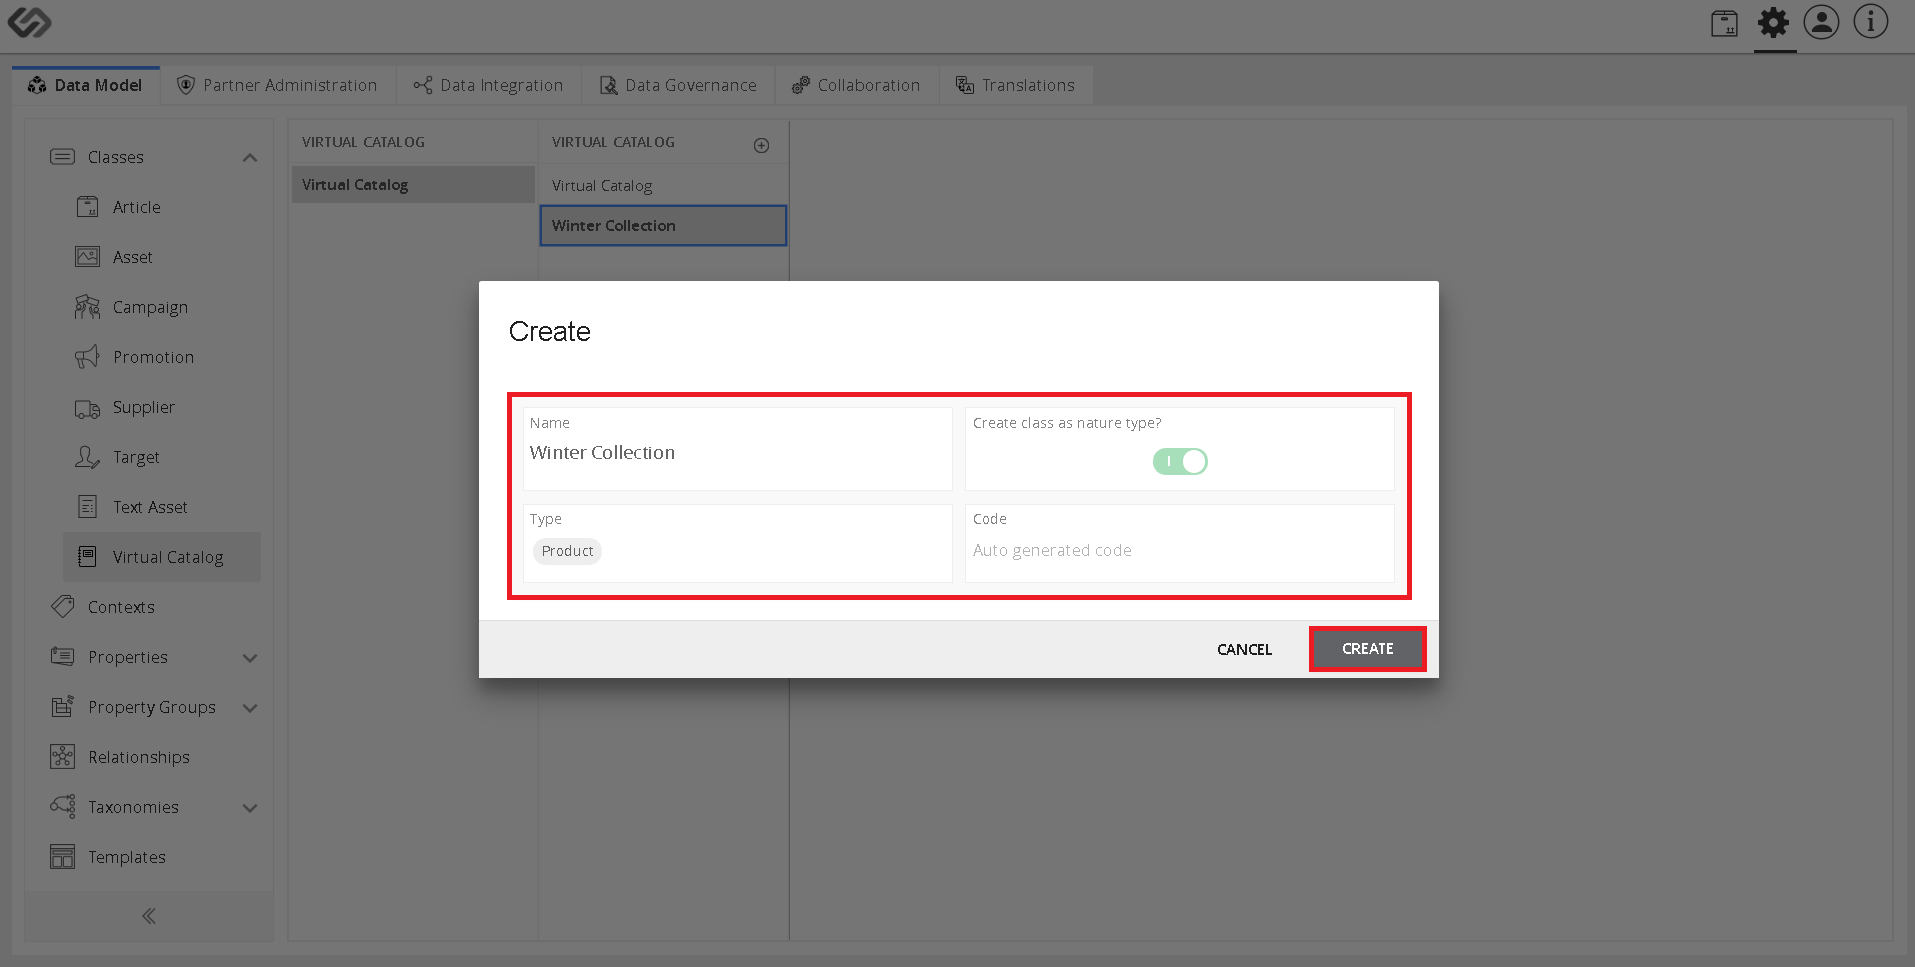 Data Model
Partner Administration
Data Integration
Data Governance
Collaboration
Translations
Classes
Article
Asset
Campaign
Promotion
Supplier
Target
Text Asset
Virtual Catalog
Contexts
Properties
Property Groups
Relationships
Taxonomies
Templates
VIRTUAL CATALOG
Virtual Catalog
VIRTUAL CATALOG
Virtual Catalog
Winter Collection
Create
Name
Winter Collection
Create class as nature type?
Type
Product
Code
Auto generated code
CANCEL
CREATE